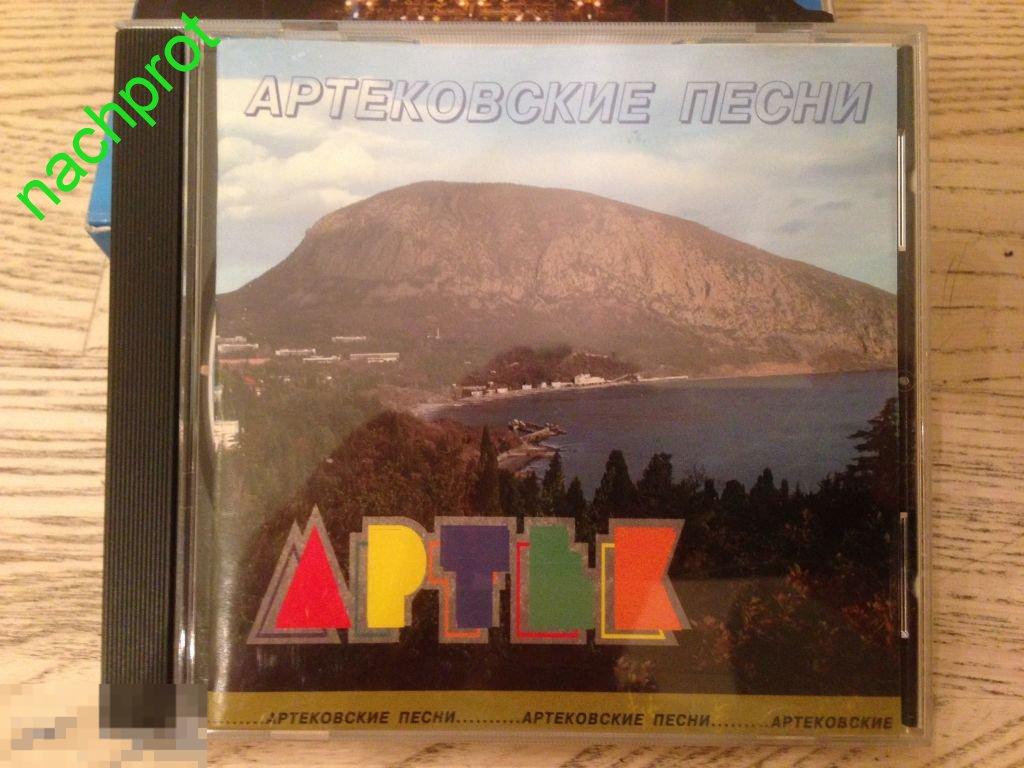 nachprot
АРТЕКОВСКИЕ ПЕСНИ
АРТЕК
........АРТЕКОВСКИЕ ПЕСНИ..........АРТЕКОВСКИЕ ПЕСНИ.........АРТЕКОВСКИЕ